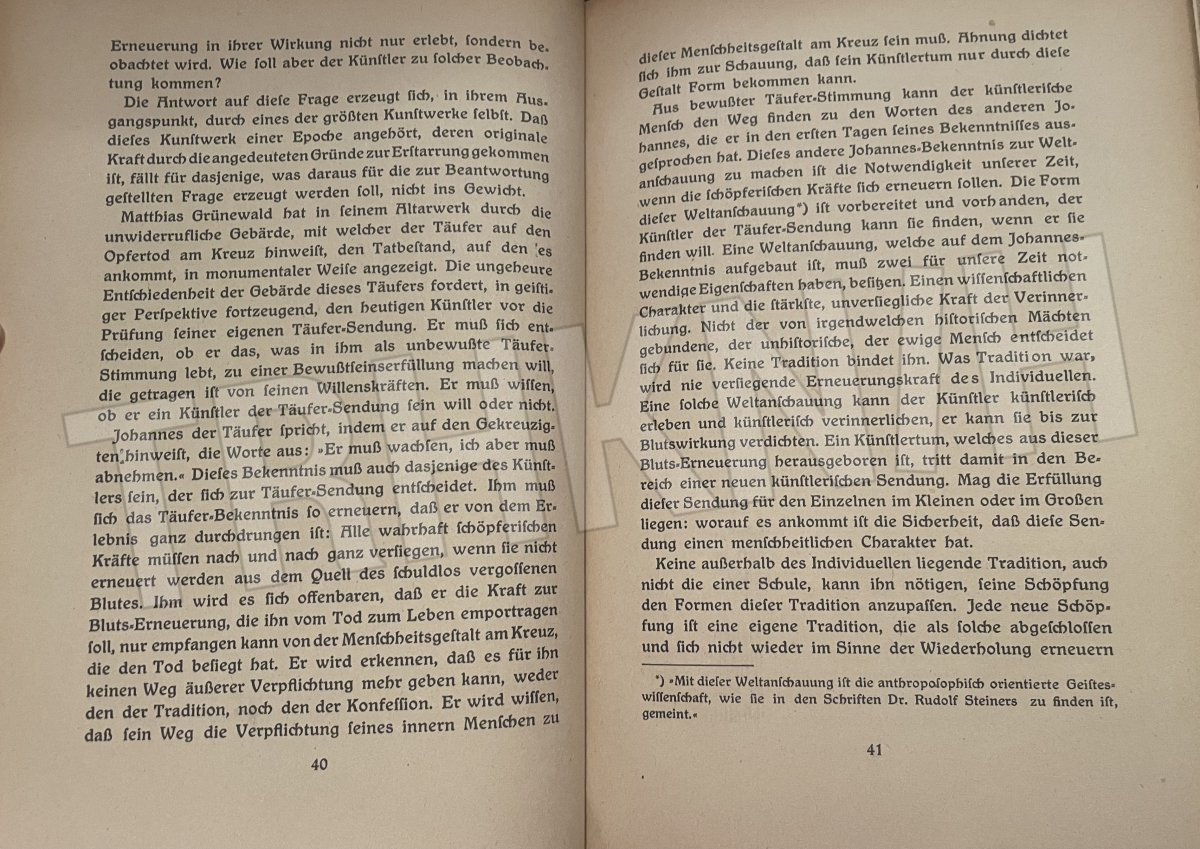 Erneuerung in ihrer Wirkung nicht nur erlebt, ſondern be-
obachtet wird. Wie ſoll aber der Künſtler zu ſolcher Beobach-
tung kommen?
Die Antwort auf dieſe Frage erzeugt ſich, in ihrem Aus-
gangspunkt, durch eines der größten Kunſtwerke ſelbſt. Daß
dieſes Kunſtwerk einer Epoche angehört, deren originale
Kraft durch die angedeuteten Gründe zur Erſtarrung gekommen
iſt, fällt für dasjenige, was daraus für die zur Beantwortung
geſtellten Frage erzeugt werden ſoll, nicht ins Gewicht.
Matthias Grünewald hat in ſeinem Altarwerk durch die
unwiderrufliche Gebärde, mit welcher der Täufer auf den
Opfertod am Kreuz hinweiſt, den Tatbeſtand, auf den es
ankommt, in monumentaler Weiſe angezeigt. Die ungeheure
Entſchiedenheit der Gebärde dieſes Täufers fordert, in geiſti-
ger Perſpektive fortzeugend, den heutigen Künſtler vor die
Prüfung ſeiner eigenen Täufer-Sendung. Er muß ſich ent-
ſcheiden, ob er das, was in ihm als unbewußte Täufer-
Stimmung lebt, zu einer Bewußtſeinserfüllung machen will,
die getragen iſt von ſeinen Willenskräften. Er muß wiſſen,
ob er ein Künſtler der Täufer-Sendung ſein will oder nicht.
Johannes der Täufer ſpricht, indem er auf den Gekreuzig-
ten hinweiſt, die Worte aus: »Er muß wachſen, ich aber muß
abnehmen.« Dieſes Bekenntnis muß auch dasjenige des Künſt-
lers ſein, der ſich zur Täufer-Sendung entſcheidet. Ihm muß
ſich das Täufer-Bekenntnis ſo erneuern, daß er von dem Er-
lebnis ganz durchdrungen iſt: Alle wahrhaft ſchöpferiſchen
Kräfte müſſen nach und nach ganz verſiegen, wenn ſie nicht
erneuert werden aus dem Quell des ſchuldlos vergoſſenen
Blutes. Ihm wird es ſich offenbaren, daß er die Kraft zur
Bluts-Erneuerung, die ihn vom Tod zum Leben emportragen
ſoll, nur empfangen kann von der Menſchheitsgeſtalt am Kreuz,
die den Tod beſiegt hat. Er wird erkennen, daß es für ihn
keinen Weg äußerer Verpflichtung mehr geben kann, weder
den der Tradition, noch den der Konfeſſion. Er wird wiſſen,
daß ſein Weg die Verpflichtung ſeines innern Menſchen zu
40
dieſer Menſchheitsgeſtalt am Kreuz ſein muß. Ahnung dichtet
ſich ihm zur Schauung, daß ſein Künſtlertum nur durch dieſe
Geſtalt Form bekommen kann.
Aus bewußter Täufer-Stimmung kann der künſtleriſche
Menſch den Weg finden zu den Worten des anderen Jo-
hannes, die er in den erſten Tagen ſeines Bekenntniſſes aus-
geſprochen hat. Dieſes andere Johannes-Bekenntnis zur Welt-
anſchauung zu machen iſt die Notwendigkeit unſerer Zeit,
wenn die ſchöpferiſchen Kräfte ſich erneuern ſollen. Die Form
dieſer Weltanſchauung*) iſt vorbereitet und vorhanden, der
Künſtler der Täufer-Sendung kann ſie finden, wenn er ſie
finden will. Eine Weltanſchauung, welche auf dem Johannes-
Bekenntnis aufgebaut iſt, muß zwei für unſere Zeit not-
wendige Eigenſchaften haben, beſitzen. Einen wiſſenſchaftlichen
Charakter und die ſtärkſte, unverſiegliche Kraft der Verinner-
lichung. Nicht der von irgendwelchen hiſtoriſchen Mächten
gebundene, der unhiſtoriſche, der ewige Menſch entſcheidet
ſich für ſie. Keine Tradition bindet ihn. Was Tradition war,
wird nie verſiegende Erneuerungskraft des Individuellen.
Eine ſolche Weltanſchauung kann der Künſtler künſtleriſch
erleben und künſtleriſch verinnerlichen, er kann ſie bis zur
Blutswirkung verdichten. Ein Künſtlertum, welches aus dieſer
Bluts-Erneuerung herausgeboren iſt, tritt damit in den Be-
reich einer neuen künſtleriſchen Sendung. Mag die Erfüllung
dieſer Sendung für den Einzelnen im Kleinen oder im Großen
liegen: worauf es ankommt iſt die Sicherheit, daß dieſe Sen-
dung einen menſchheitlichen Charakter hat.
Keine außerhalb des Individuellen liegende Tradition, auch
nicht die einer Schule, kann ihn nötigen, ſeine Schöpfung
den Formen dieſer Tradition anzupaſſen. Jede neue Schöp-
fung iſt eine eigene Tradition, die als ſolche abgeſchloſſen
und ſich nicht wieder im Sinne der Wiederholung erneuern
*) »Mit dieſer Weltanſchauung iſt die anthropoſophiſch orientierte Geiſtes-
wiſſenſchaft, wie ſie in den Schriften Dr. Rudolf Steiners zu finden iſt,
gemeint.«
41